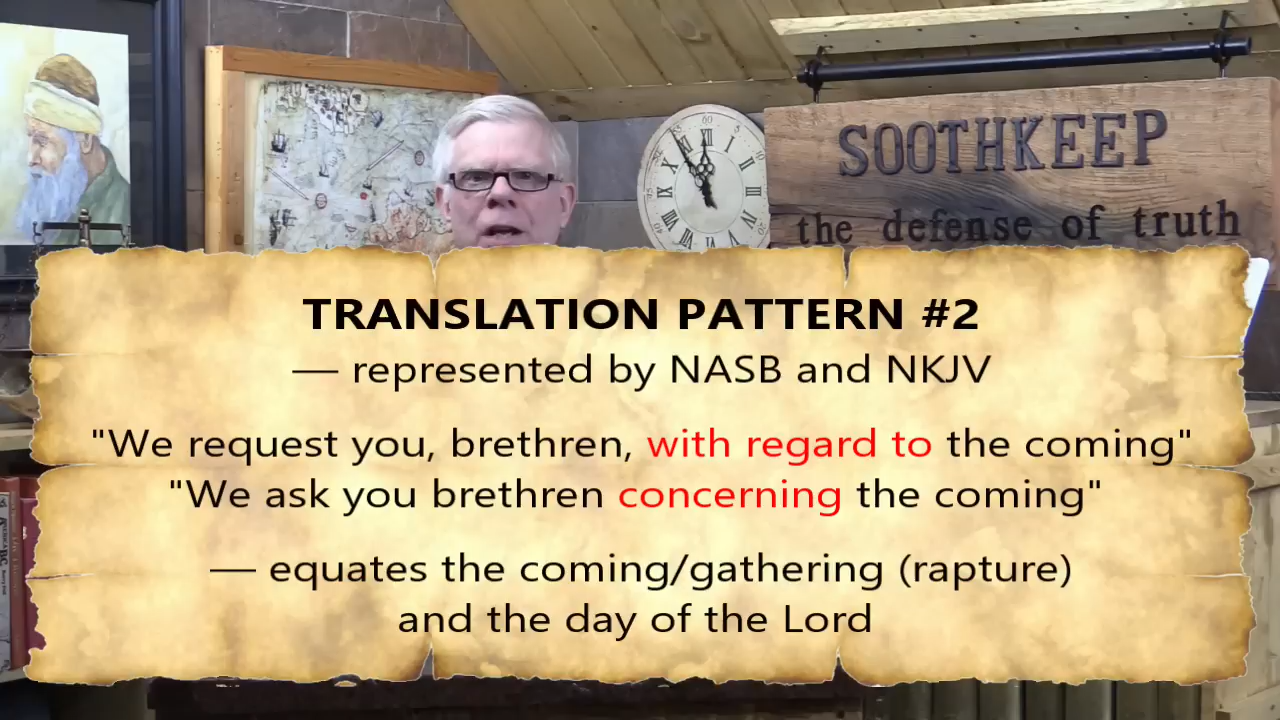 SOOTHKEEP
the defense of truth
TRANSLATION PATTERN #2
— represented by NASB and NKJV
"We request you, brethren, with regard to the coming"
"We ask you brethren concerning the coming"
— equates the coming/gathering (rapture)
and the day of the Lord